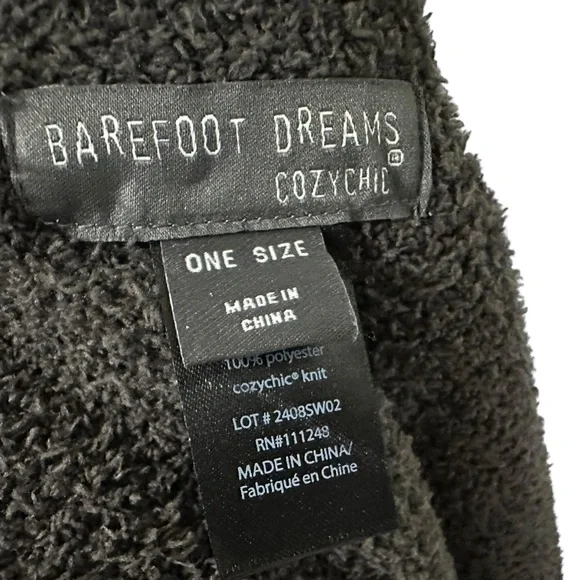 BAREFOOT DREAMS
COZYCHIC®
ONE SIZE
MADE IN
CHINA
100% polyester
cozychic® knit
LOT # 2408SW02
RN#111248
MADE IN CHINA/
Fabriqué en Chine